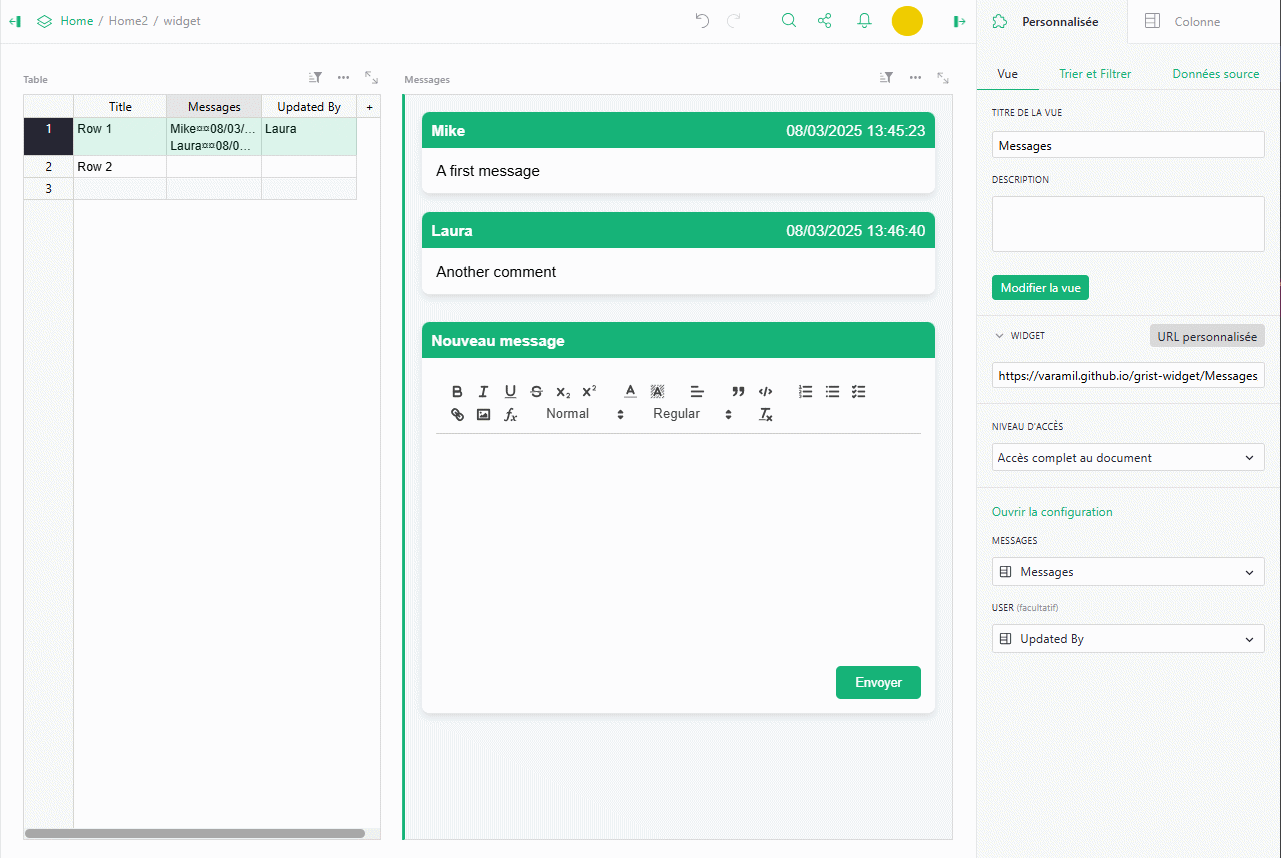 Home / Home2 / widget
Personnalisée
Colonne
Table
Title Messages Updated By +
1 Row 1 Mike¤¤08/03/... Laura
Laura¤¤08/0...
2 Row 2
3
Messages
Mike 08/03/2025 13:45:23
A first message
Laura 08/03/2025 13:46:40
Another comment
Nouveau message
B I U S x₂ x² A A
Normal Regular
Envoyer
Vue Trier et Filtrer Données source
TITRE DE LA VUE
Messages
DESCRIPTION
Modifier la vue
WIDGET URL personnalisée
https://varamil.github.io/grist-widget/Messages
NIVEAU D'ACCÈS
Accès complet au document
Ouvrir la configuration
MESSAGES
Messages
USER (facultatif)
Updated By